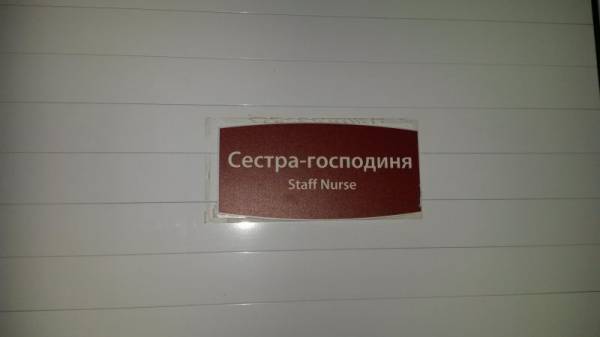 Сестра-господиня
Staff Nurse